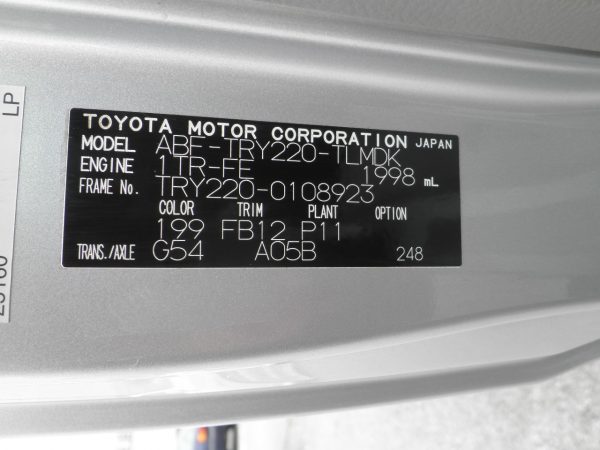 TOYOTA MOTOR CORPORATION JAPAN
MODEL ABF-TRY220-TLMDK
ENGINE 1TR-FE 1998 mL
FRAME No. TRY220-0108923
COLOR TRIM PLANT OPTION
199 FB12 P11
TRANS./AXLE G54 A05B 248
LP